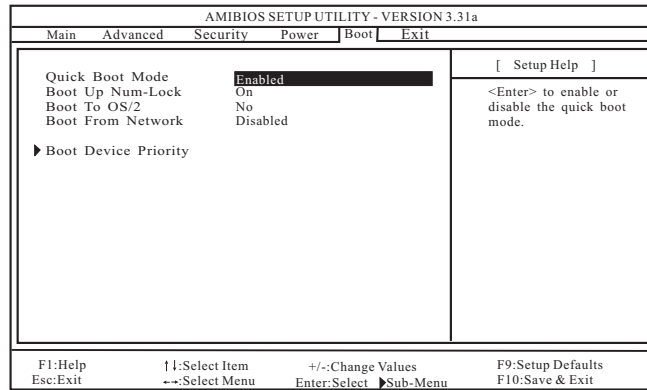 AMIBIOS SETUP UTILITY - VERSION 3.31a
Main Advanced Security Power Boot Exit
Quick Boot Mode Enabled
Boot Up Num-Lock On
Boot To OS/2 No
Boot From Network Disabled
Boot Device Priority
[ Setup Help ]
<Enter> to enable or
disable the quick boot
mode.
F1:Help ↑↓:Select Item +/-:Change Values F9:Setup Defaults
Esc:Exit ←→:Select Menu Enter:Select ▶Sub-Menu F10:Save & Exit